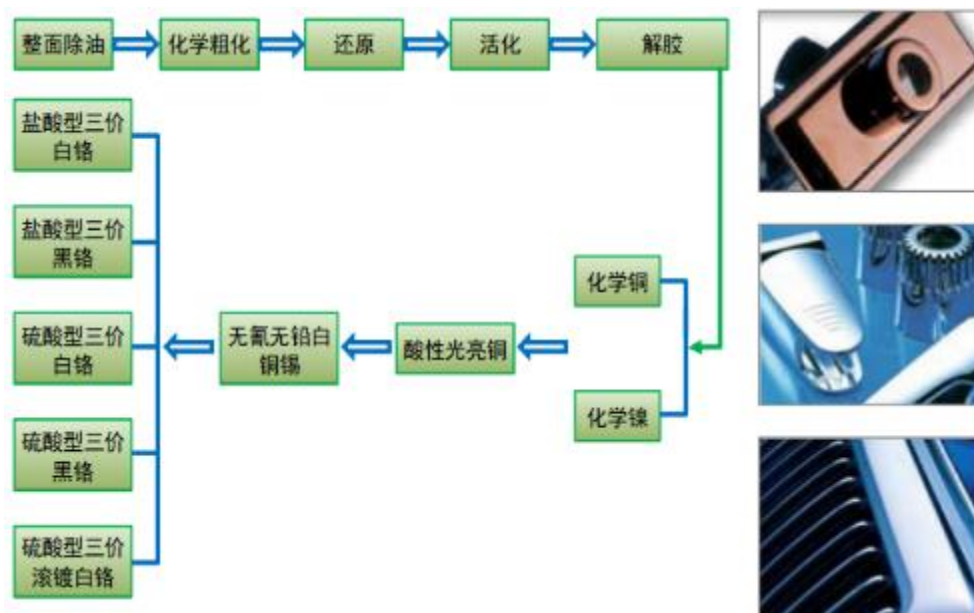 整面除油
化学粗化
还原
活化
解胶
盐酸型三价
白铬
盐酸型三价
黑铬
化学铜
硫酸型三价
白铬
无氰无铅白
铜锡
酸性光亮铜
化学镍
硫酸型三价
黑铬
硫酸型三价
滚镀白铬